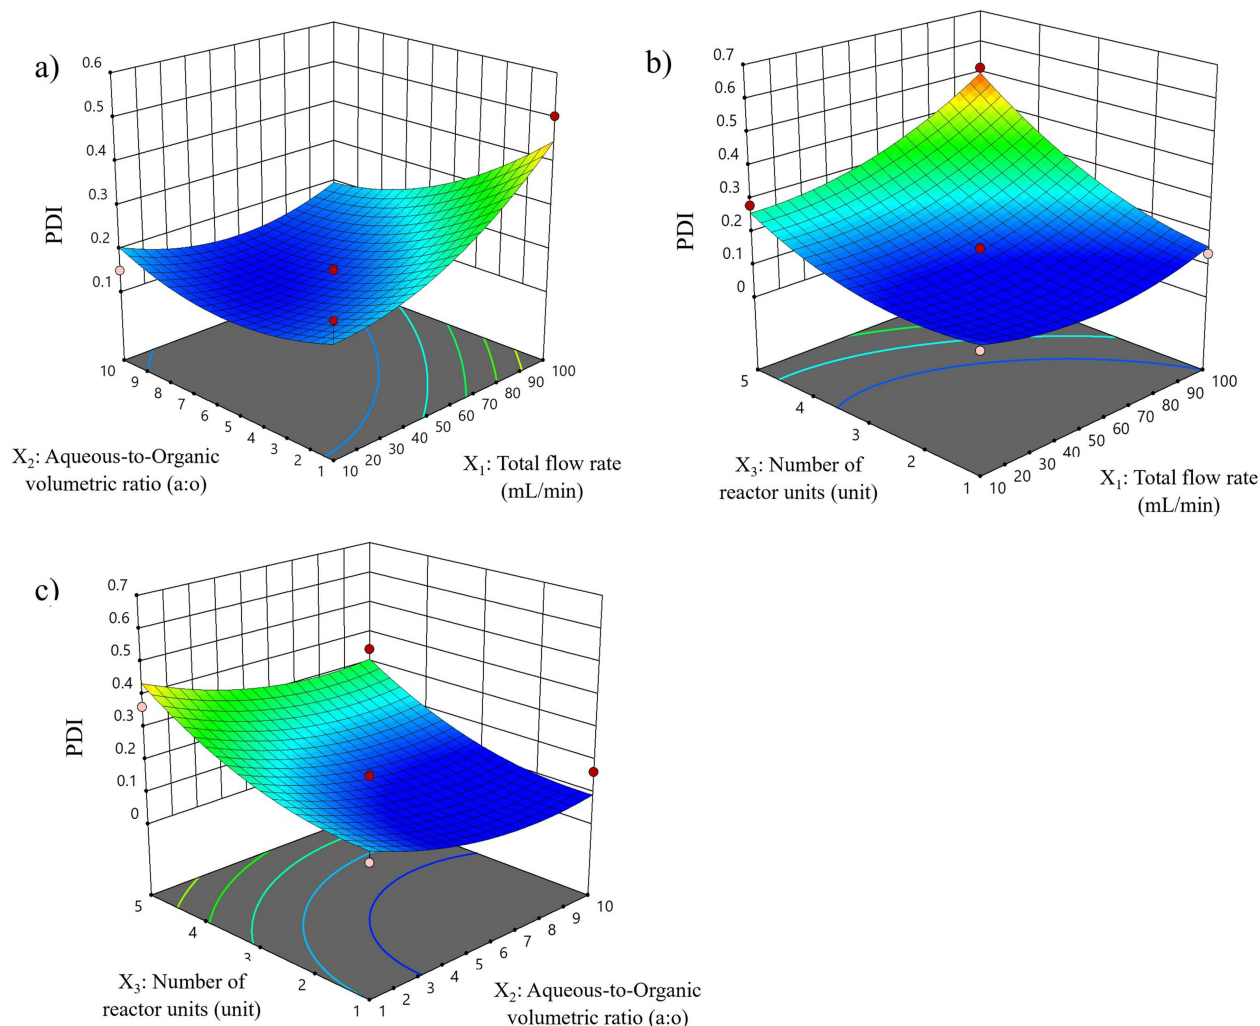 a)
0.6
0.5
0.4
0.3
0.2
0.1
PDI
10 9 8 7 6 5 4 3 2 1
10 20 30 40 50 60 70 80 90 100
X₂: Aqueous-to-Organic
volumetric ratio (a:o)
X₁: Total flow rate
(mL/min)
b)
0.7
0.6
0.5
0.4
0.3
0.2
0.1
0
PDI
5 4 3 2 1
10 20 30 40 50 60 70 80 90 100
X₃: Number of
reactor units (unit)
X₁: Total flow rate
(mL/min)
c)
0.7
0.6
0.5
0.4
0.3
0.2
0.1
0
PDI
5 4 3 2 1
1 2 3 4 5 6 7 8 9 10
X₃: Number of
reactor units (unit)
X₂: Aqueous-to-Organic
volumetric ratio (a:o)